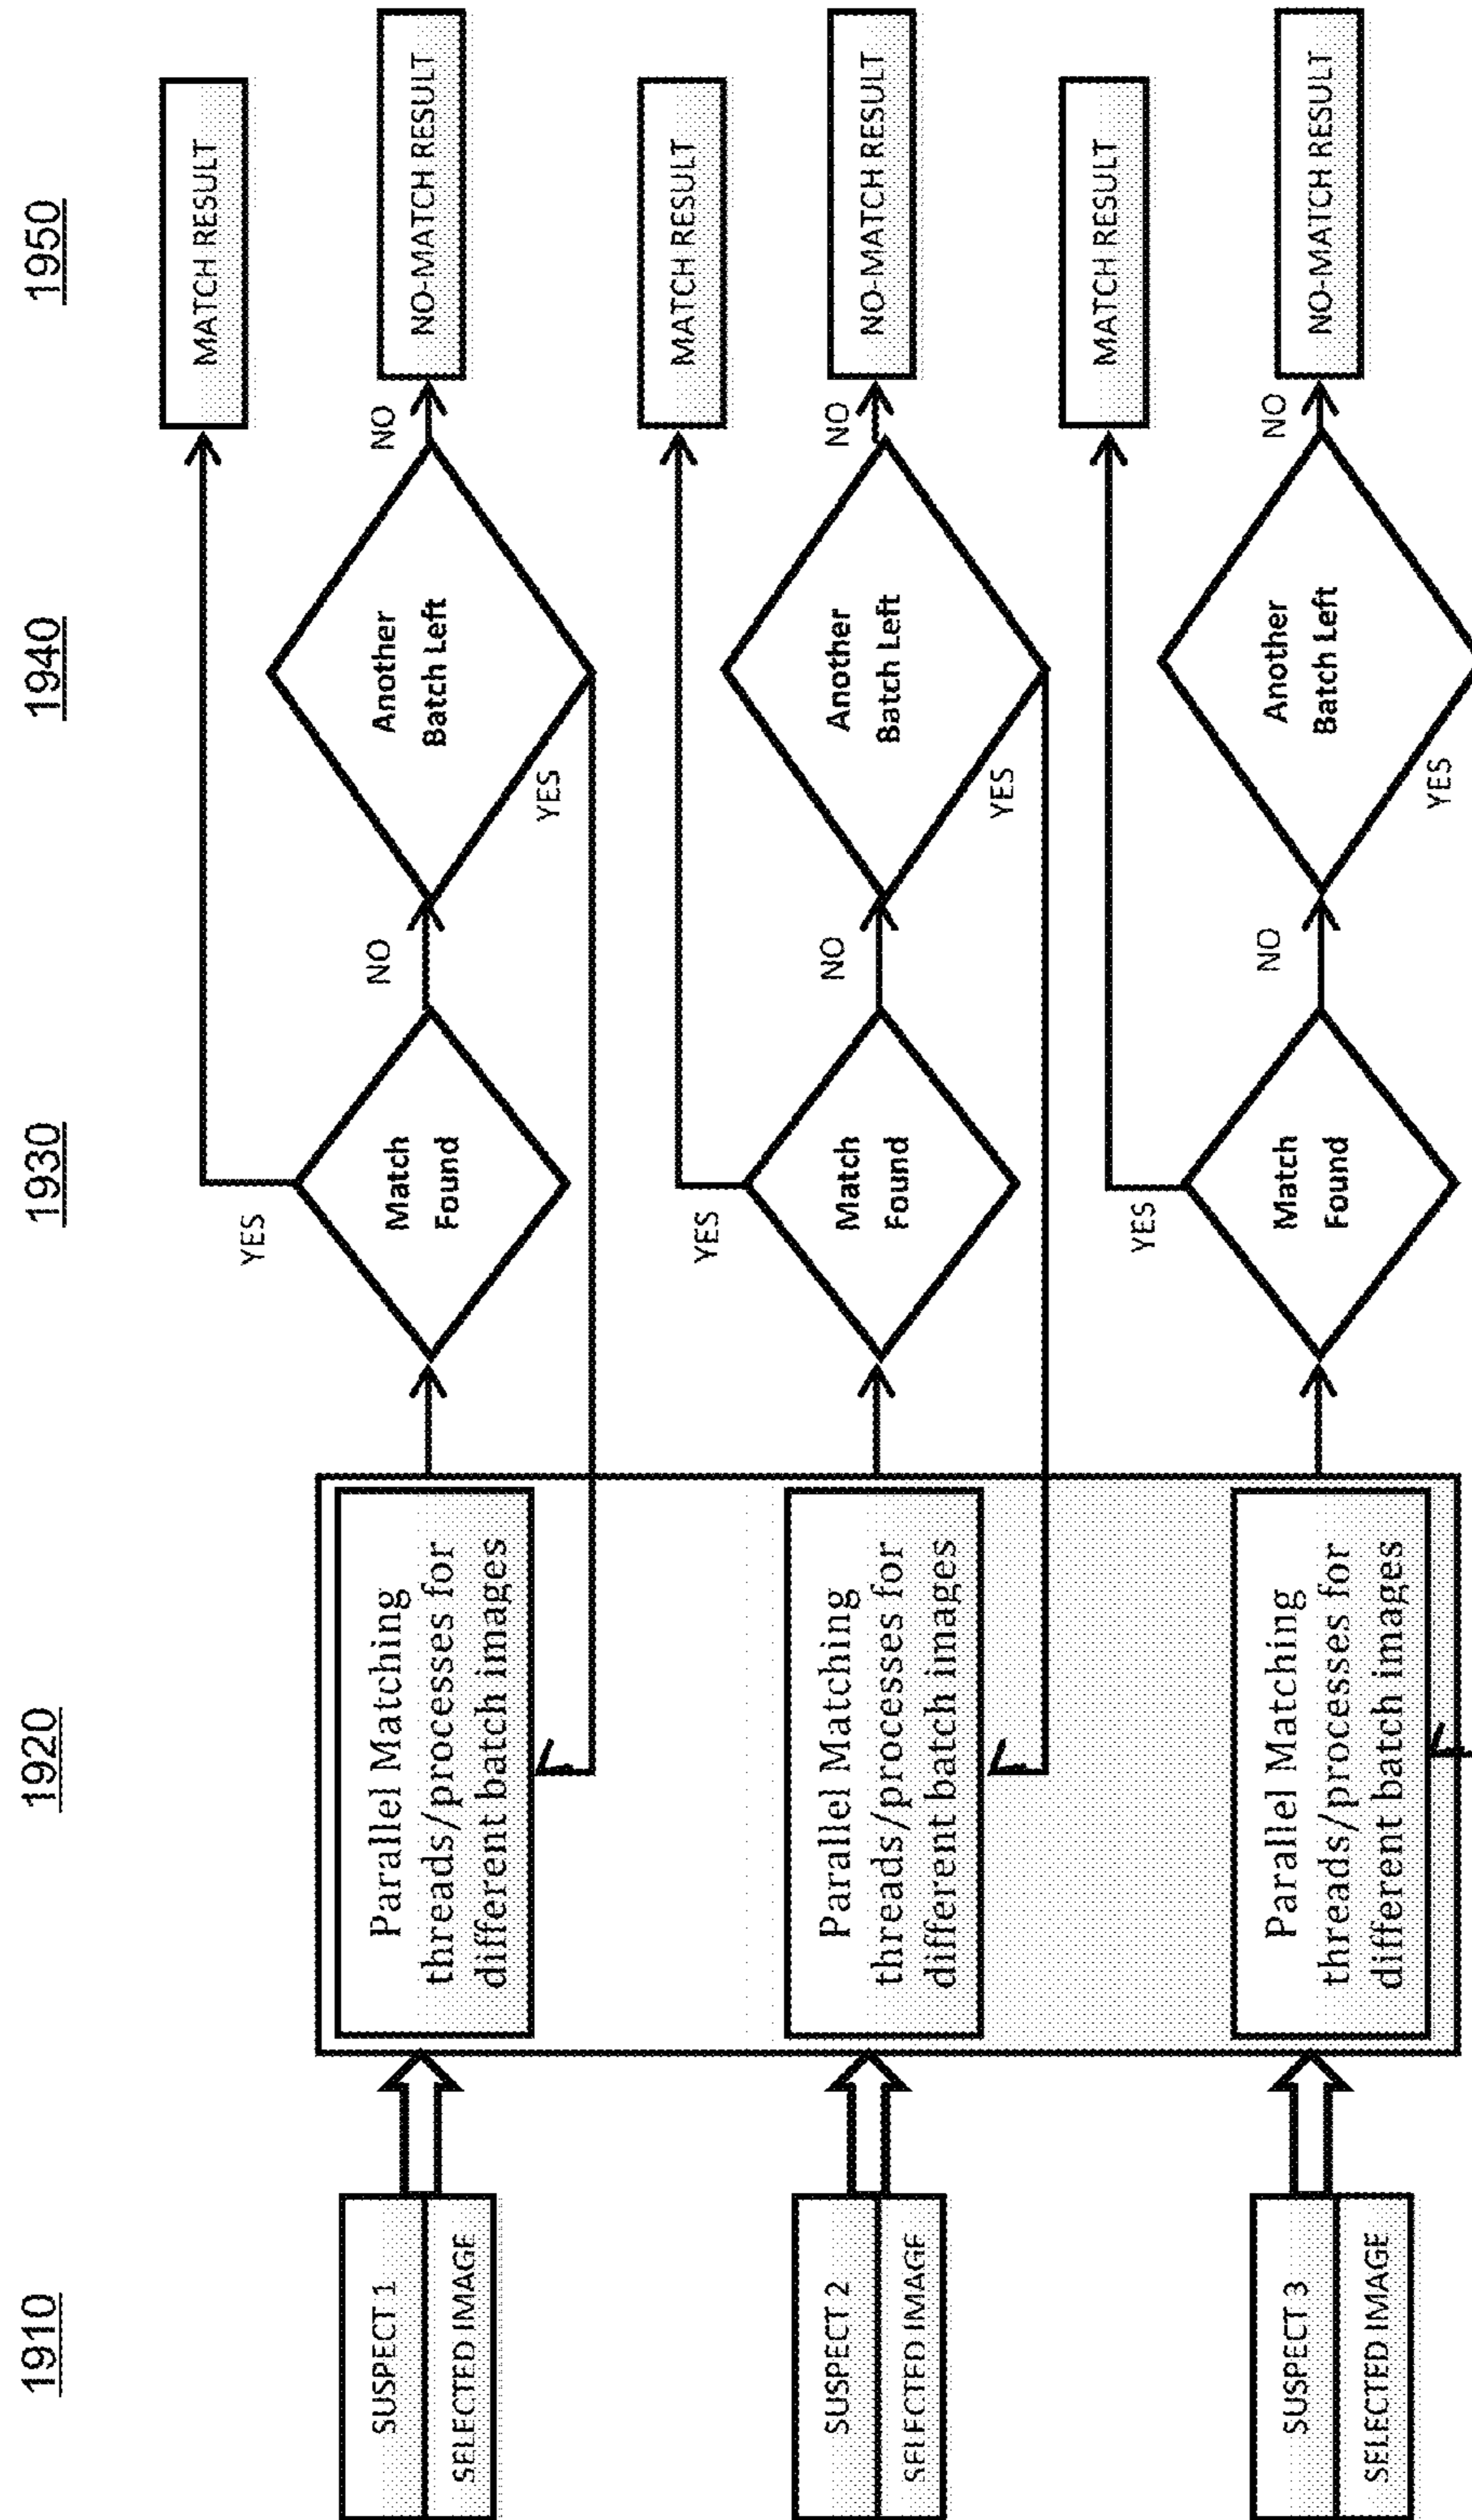 1910
1920
1930
1940
1950
SUSPECT 1
SELECTED IMAGE
Parallel Matching
threads/processes for
different batch images
Match
Found
YES
NO
Another
Batch Left
YES
NO
MATCH RESULT
NO-MATCH RESULT
SUSPECT 2
SELECTED IMAGE
Parallel Matching
threads/processes for
different batch images
Match
Found
YES
NO
Another
Batch Left
YES
NO
MATCH RESULT
NO-MATCH RESULT
SUSPECT 3
SELECTED IMAGE
Parallel Matching
threads/processes for
different batch images
Match
Found
YES
NO
Another
Batch Left
YES
NO
MATCH RESULT
NO-MATCH RESULT